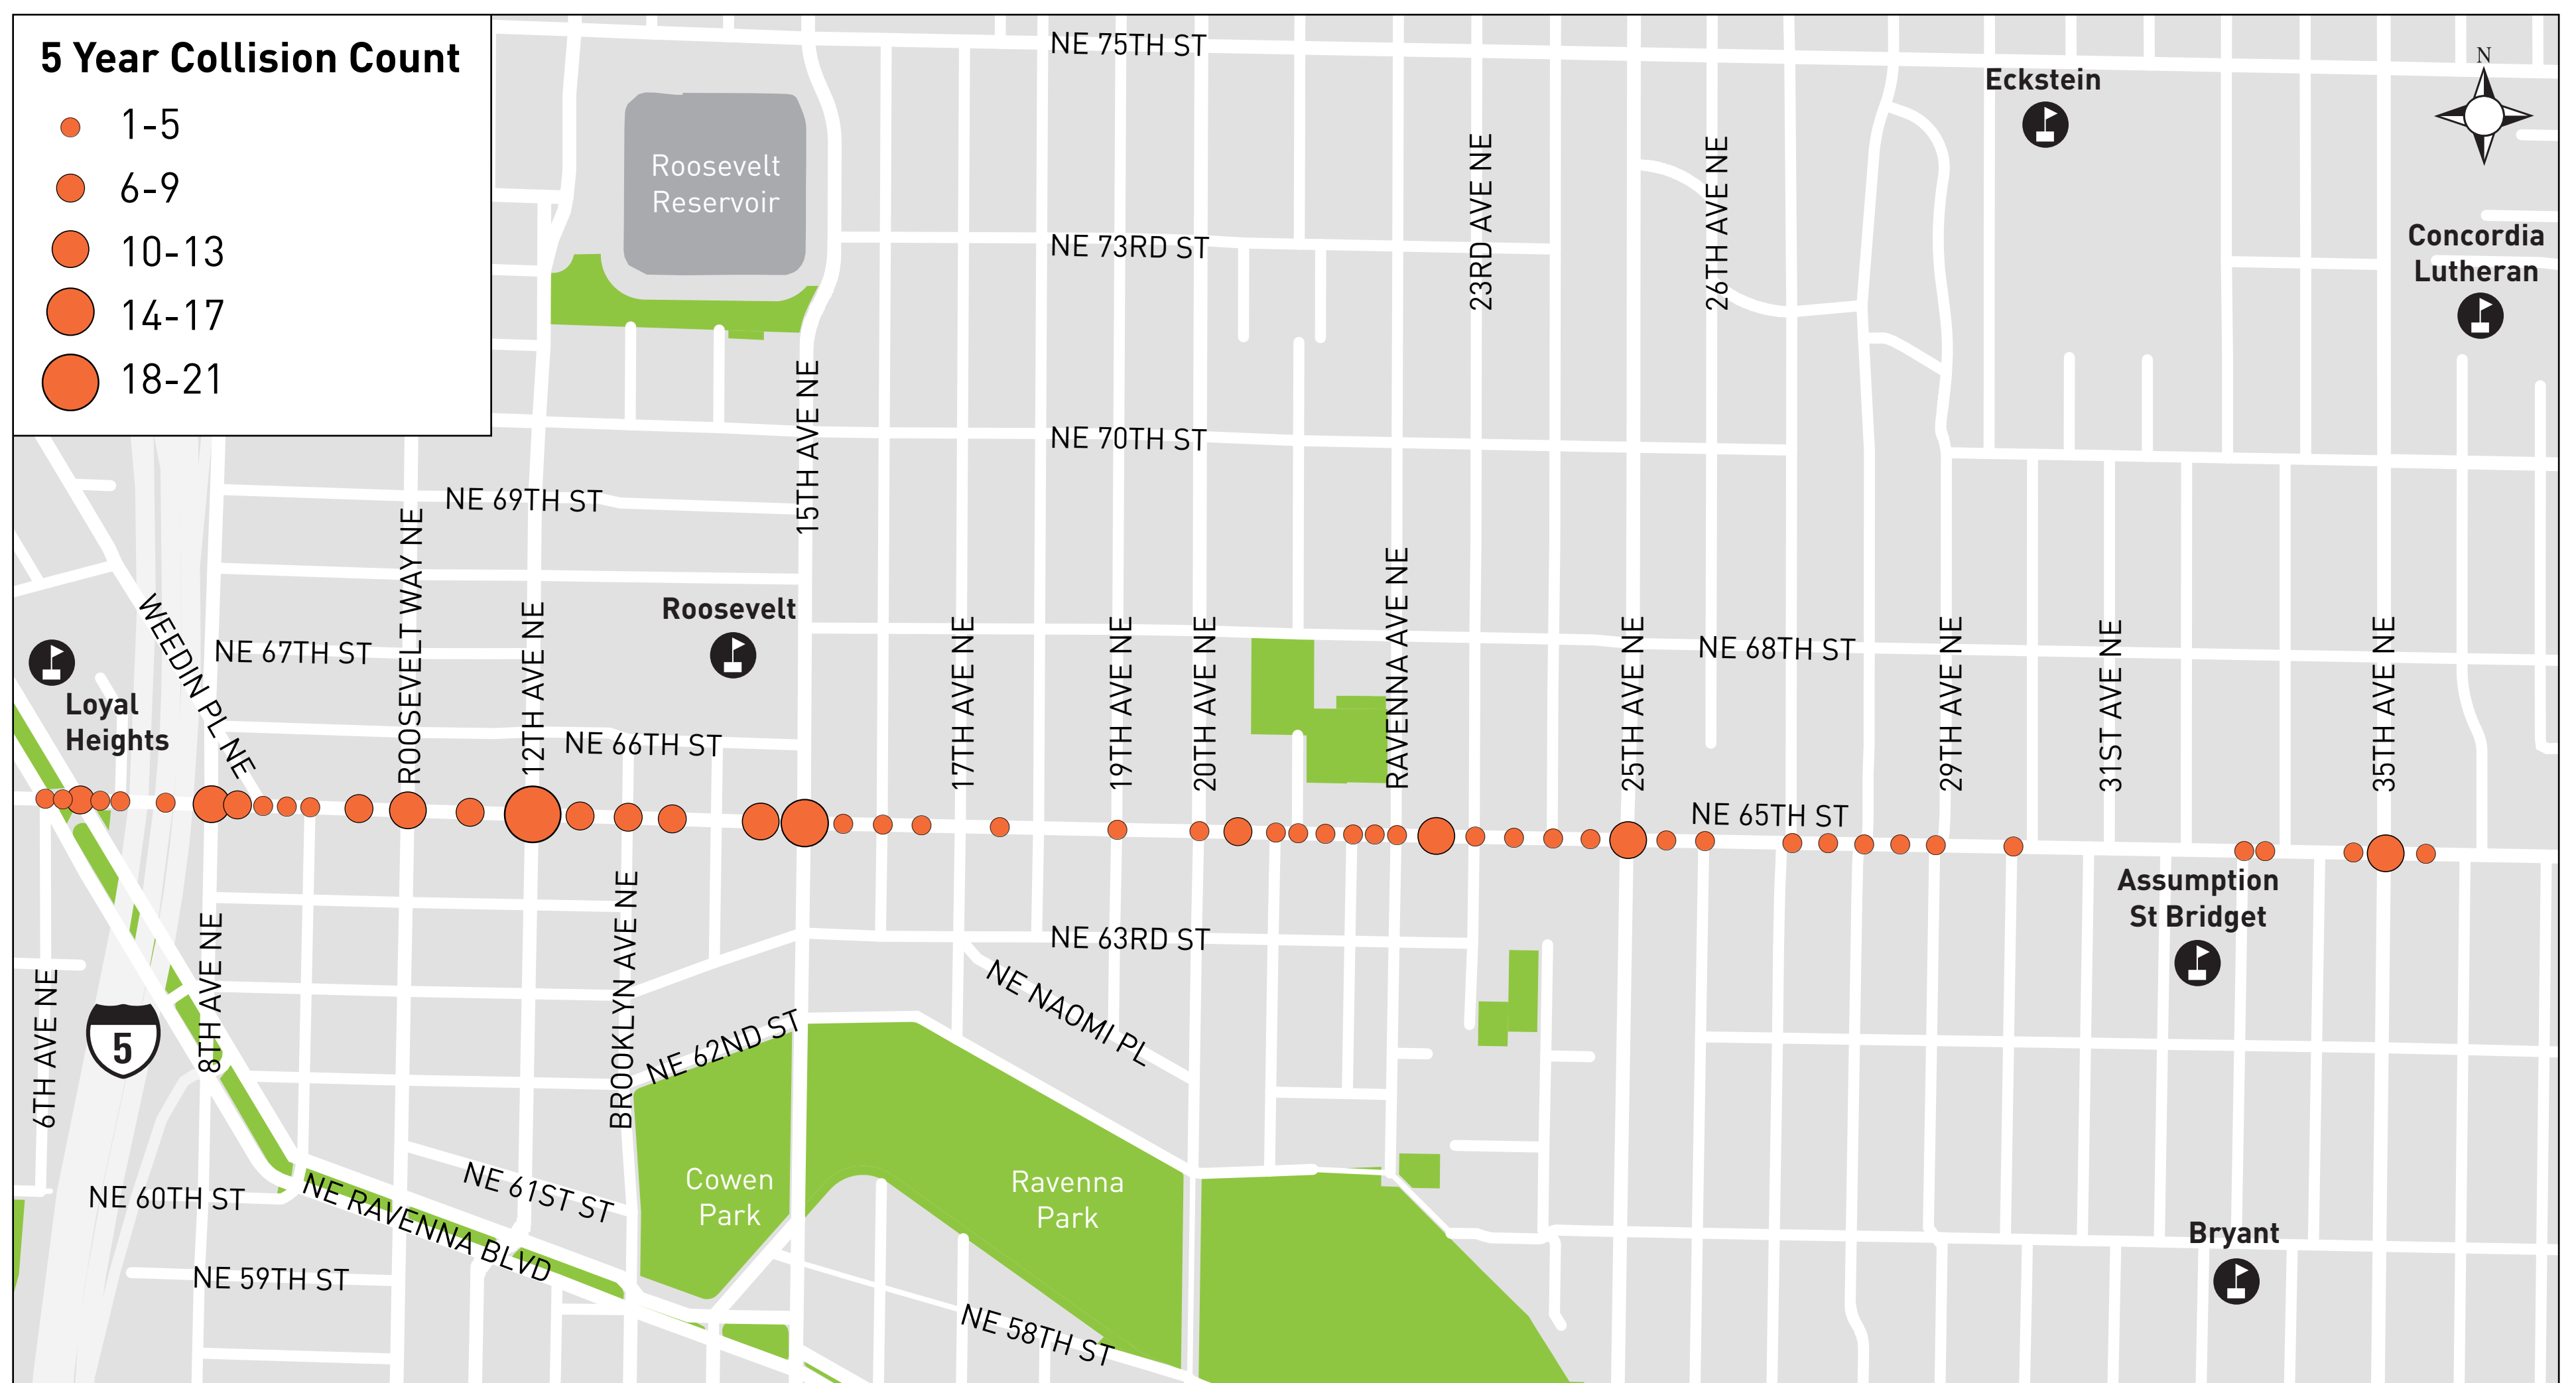 5 Year Collision Count
1-5
6-9
10-13
14-17
18-21
N
NE 75TH ST
Eckstein
Roosevelt
Reservoir
23RD AVE NE
26TH AVE NE
NE 73RD ST
Concordia
Lutheran
15TH AVE NE
NE 70TH ST
NE 69TH ST
ROOSEVELT WAY NE
WEEDIN PL NE
NE 67TH ST
12TH AVE NE
Roosevelt
17TH AVE NE
19TH AVE NE
20TH AVE NE
RAVENNA AVE NE
25TH AVE NE
NE 68TH ST
29TH AVE NE
31ST AVE NE
35TH AVE NE
Loyal
Heights
NE 66TH ST
NE 65TH ST
Assumption
St Bridget
6TH AVE NE
5
8TH AVE NE
BROOKLYN AVE NE
NE 63RD ST
NE NAOMI PL
NE 62ND ST
NE 60TH ST
NE RAVENNA BLVD
NE 61ST ST
Cowen
Park
Ravenna
Park
Bryant
NE 59TH ST
NE 58TH ST